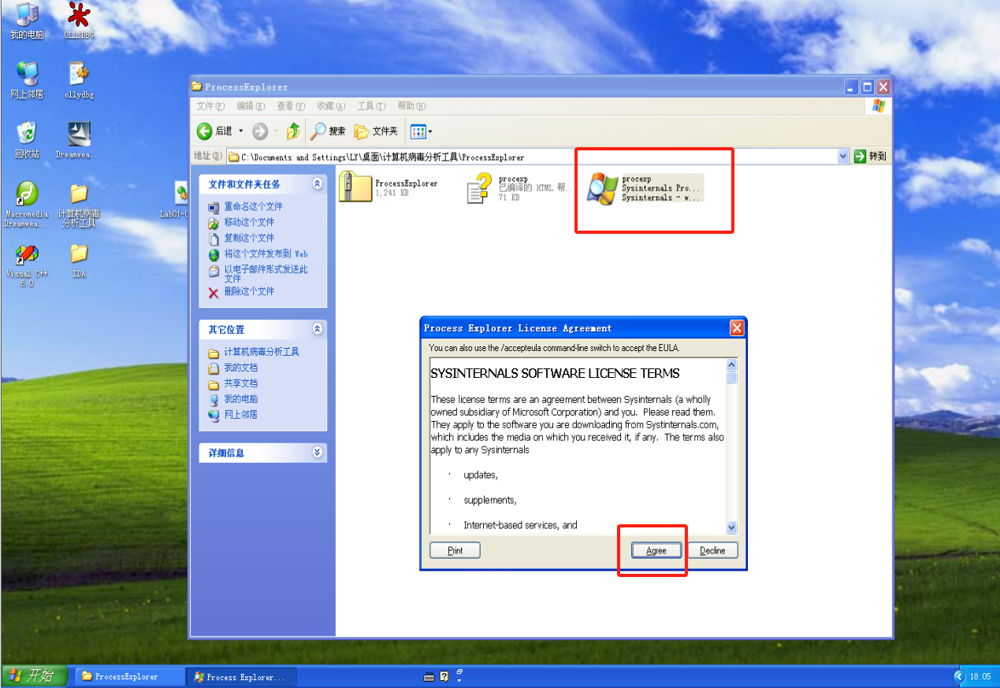 我的电脑
OLLYDBG
网上邻居
ollydbg
回收站
Dreamwea...
Macromedia
Dreamwea...
计算机病毒
分析工具
Lab01-0
Visual C++
6.0
IDA
ProcessExplorer
文件(F) 编辑(E) 查看(V) 收藏(A) 工具(T) 帮助(H)
后退 搜索 文件夹
地址(D) C:\Documents and Settings\LY\桌面\计算机病毒分析工具\ProcessExplorer 转到
文件和文件夹任务
重命名这个文件
移动这个文件
复制这个文件
将这个文件发布到 Web
以电子邮件形式发送此
文件
删除这个文件
其它位置
计算机病毒分析工具
我的文档
共享文档
我的电脑
网上邻居
详细信息
ProcessExplorer
1,241 KB
procexp
已编译的 HTML 帮...
71 KB
procexp
Sysinternals Pro...
Sysinternals - w...
Process Explorer License Agreement
You can also use the /accepteula command-line switch to accept the EULA.
SYSINTERNALS SOFTWARE LICENSE TERMS
These license terms are an agreement between Sysinternals (a wholly
owned subsidiary of Microsoft Corporation) and you. Please read them.
They apply to the software you are downloading from Systinternals.com,
which includes the media on which you received it, if any. The terms also
apply to any Sysinternals
· updates,
· supplements,
· Internet-based services, and
Print Agree Decline
开始 ProcessExplorer Process Explorer... 18:05